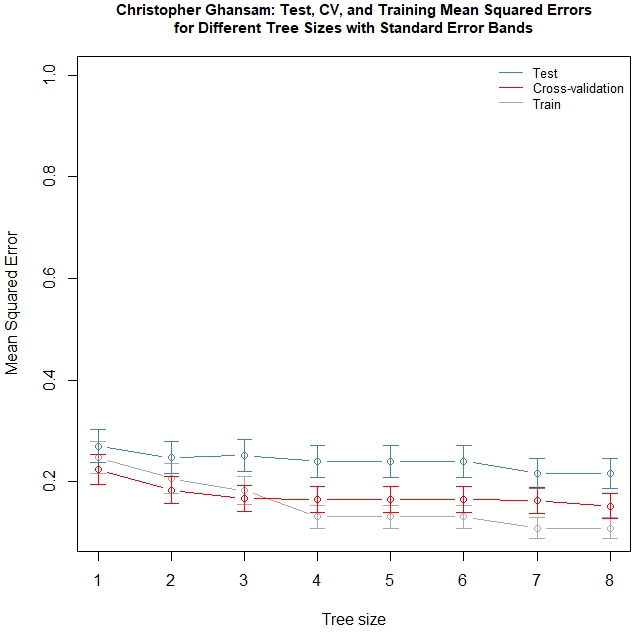 Christopher Ghansam: Test, CV, and Training Mean Squared Errors
for Different Tree Sizes with Standard Error Bands
Test
Cross-validation
Train
Mean Squared Error
1.0
0.8
0.6
0.4
0.2
1 2 3 4 5 6 7 8
Tree size